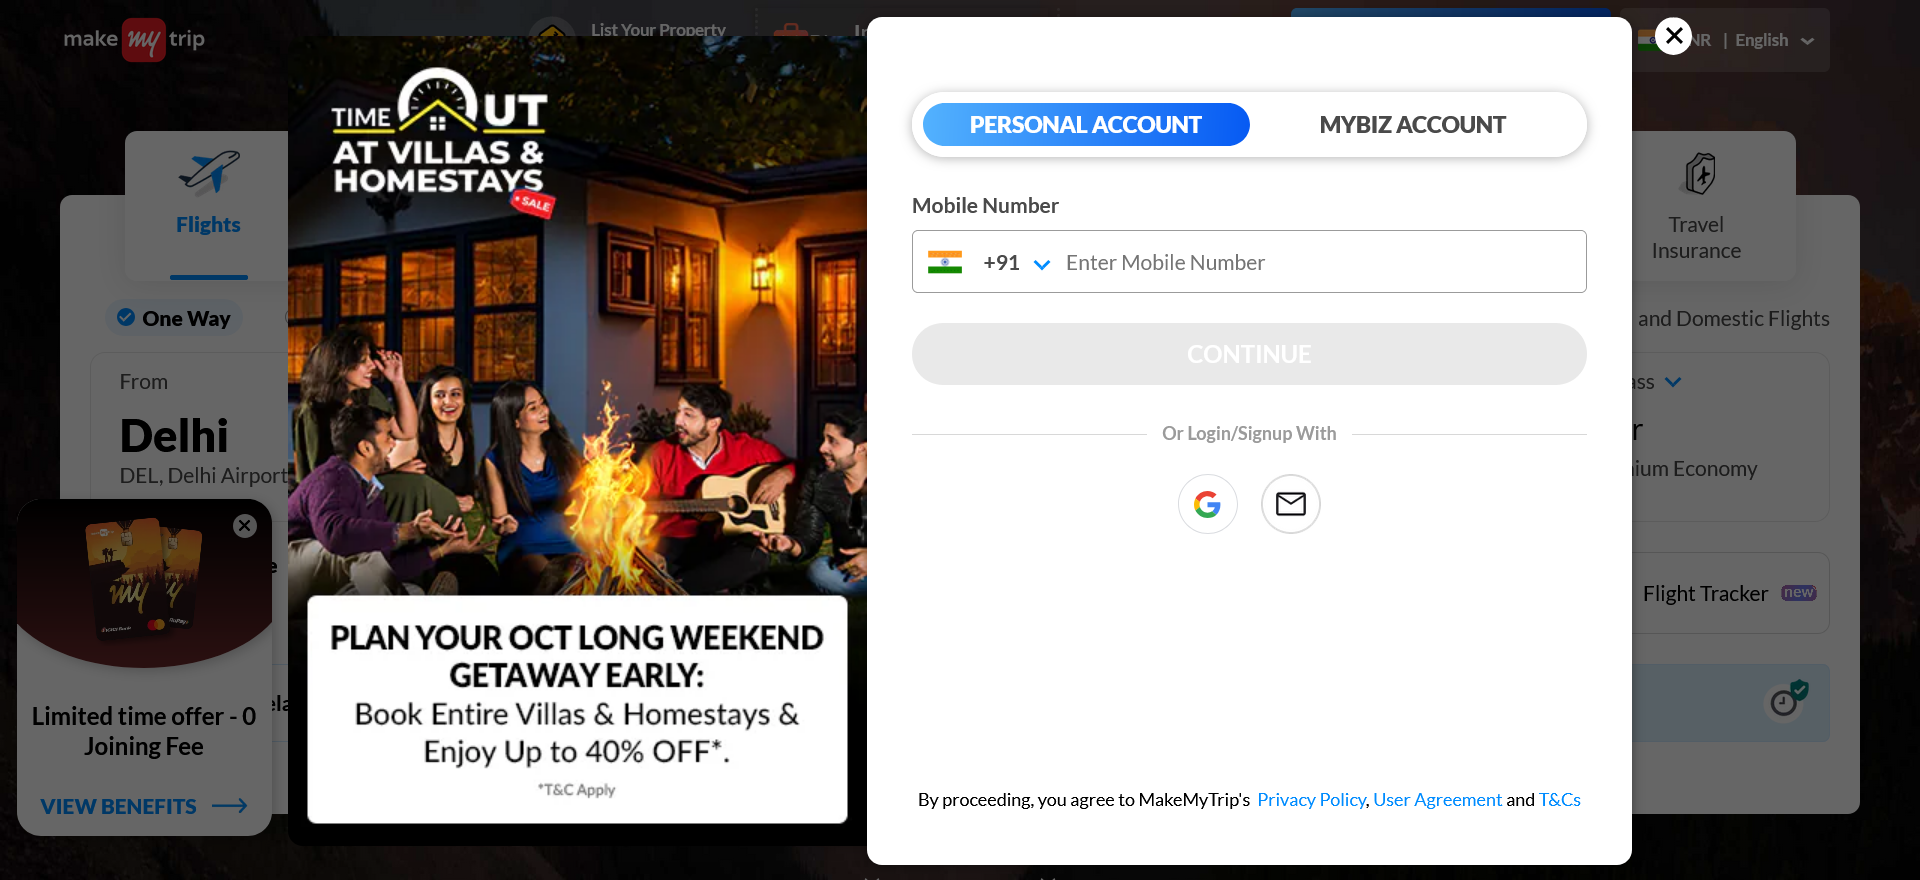 make my trip
List Your Property
INR | English
TIME OUT
AT VILLAS &
HOMESTAYS
SALE
PERSONAL ACCOUNT
MYBIZ ACCOUNT
Mobile Number
+91
Enter Mobile Number
CONTINUE
Or Login/Signup With
By proceeding, you agree to MakeMyTrip's Privacy Policy, User Agreement and T&Cs
Flights
Travel
Insurance
One Way
and Domestic Flights
From
Delhi
DEL, Delhi Airport
Economy
Flight Tracker new
my
Limited time offer - 0
Joining Fee
VIEW BENEFITS
PLAN YOUR OCT LONG WEEKEND
GETAWAY EARLY:
Book Entire Villas & Homestays &
Enjoy Up to 40% OFF*.
*T&C Apply